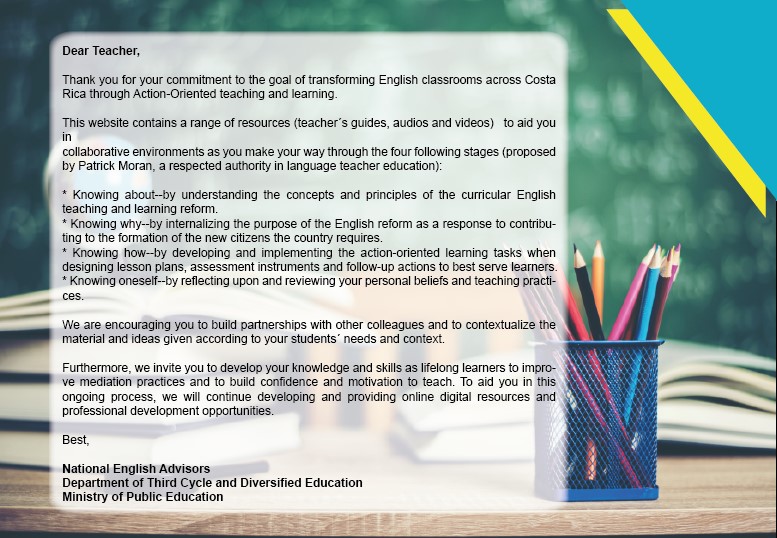 Dear Teacher,
Thank you for your commitment to the goal of transforming English classrooms across Costa
Rica through Action-Oriented teaching and learning.
This website contains a range of resources (teacher´s guides, audios and videos) to aid you
in
collaborative environments as you make your way through the four following stages (proposed
by Patrick Moran, a respected authority in language teacher education):
* Knowing about--by understanding the concepts and principles of the curricular English
teaching and learning reform.
* Knowing why--by internalizing the purpose of the English reform as a response to contribu-
ting to the formation of the new citizens the country requires.
* Knowing how--by developing and implementing the action-oriented learning tasks when
designing lesson plans, assessment instruments and follow-up actions to best serve learners.
* Knowing oneself--by reflecting upon and reviewing your personal beliefs and teaching practi-
ces.
We are encouraging you to build partnerships with other colleagues and to contextualize the
material and ideas given according to your students´ needs and context.
Furthermore, we invite you to develop your knowledge and skills as lifelong learners to impro-
ve mediation practices and to build confidence and motivation to teach. To aid you in this
ongoing process, we will continue developing and providing online digital resources and
professional development opportunities.
Best,
National English Advisors
Department of Third Cycle and Diversified Education
Ministry of Public Education